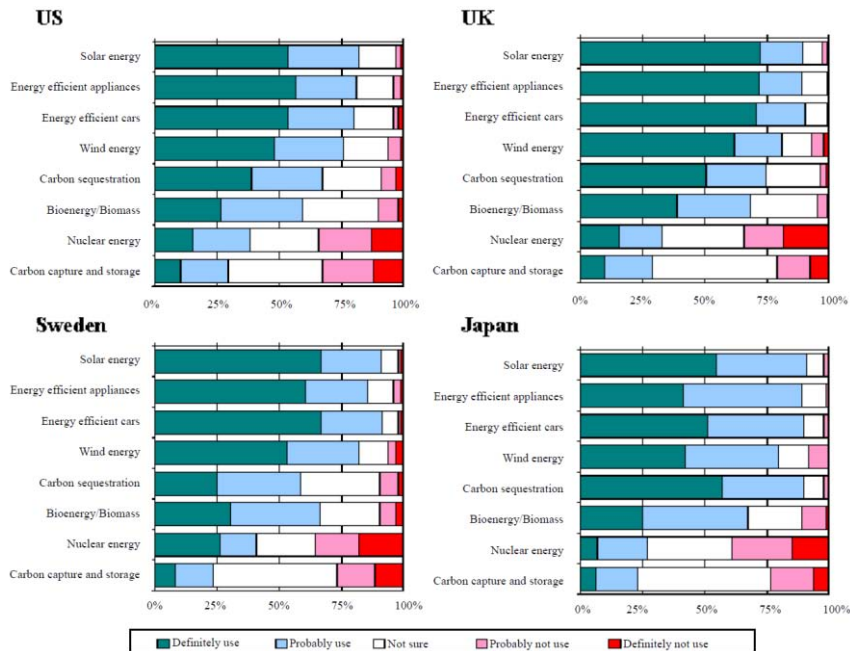 US
Solar energy
Energy efficient appliances
Energy efficient cars
Wind energy
Carbon sequestration
Bioenergy/Biomass
Nuclear energy
Carbon capture and storage
0% 25% 50% 75% 100%
UK
Solar energy
Energy efficient appliances
Energy efficient cars
Wind energy
Carbon sequestration
Bioenergy/Biomass
Nuclear energy
Carbon capture and storage
0% 25% 50% 75% 100%
Sweden
Solar energy
Energy efficient appliances
Energy efficient cars
Wind energy
Carbon sequestration
Bioenergy/Biomass
Nuclear energy
Carbon capture and storage
0% 25% 50% 75% 100%
Japan
Solar energy
Energy efficient appliances
Energy efficient cars
Wind energy
Carbon sequestration
Bioenergy/Biomass
Nuclear energy
Carbon capture and storage
0% 25% 50% 75% 100%
Definitely use Probably use Not sure Probably not use Definitely not use